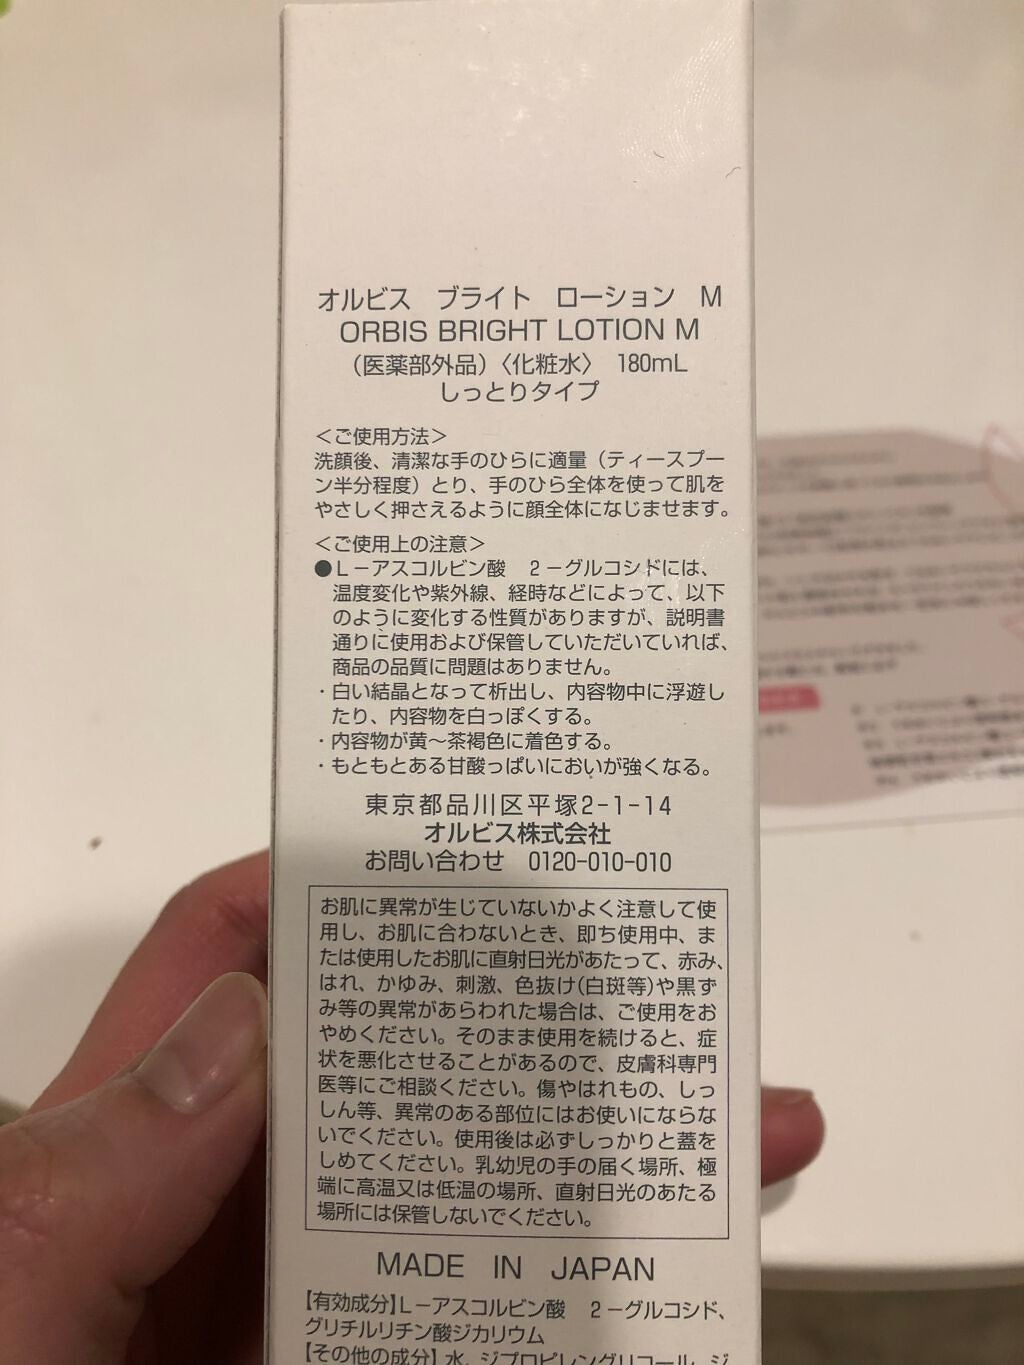 オルビス ブライト ローション M
ORBIS BRIGHT LOTION M
（医薬部外品）〈化粧水〉 180mL
しっとりタイプ
＜ご使用方法＞
洗顔後、清潔な手のひらに適量（ティースプー
ン半分程度）とり、手のひら全体を使って肌を
やさしく押さえるように顔全体になじませます。
＜ご使用上の注意＞
●L－アスコルビン酸 2－グルコシドには、
温度変化や紫外線、経時などによって、以下
のように変化する性質がありますが、説明書
通りに使用および保管していただいていれば、
商品の品質に問題はありません。
・白い結晶となって析出し、内容物中に浮遊し
たり、内容物を白っぽくする。
・内容物が黄～茶褐色に着色する。
・もともとある甘酸っぱいにおいが強くなる。
東京都品川区平塚2-1-14
オルビス株式会社
お問い合わせ 0120-010-010
お肌に異常が生じていないかよく注意して使
用し、お肌に合わないとき、即ち使用中、ま
たは使用したお肌に直射日光があたって、赤み、
はれ、かゆみ、刺激、色抜け(白斑等)や黒ず
み等の異常があらわれた場合は、ご使用をお
やめください。そのまま使用を続けると、症
状を悪化させることがあるので、皮膚科専門
医等にご相談ください。傷やはれもの、しっ
しん等、異常のある部位にはお使いにならな
いでください。使用後は必ずしっかりと蓋を
しめてください。乳幼児の手の届く場所、極
端に高温又は低温の場所、直射日光のあたる
場所には保管しないでください。
MADE IN JAPAN
【有効成分】L－アスコルビン酸 2－グルコシド、
グリチルリチン酸ジカリウム
【その他の成分】水、ジプロピレングリコール、ジ